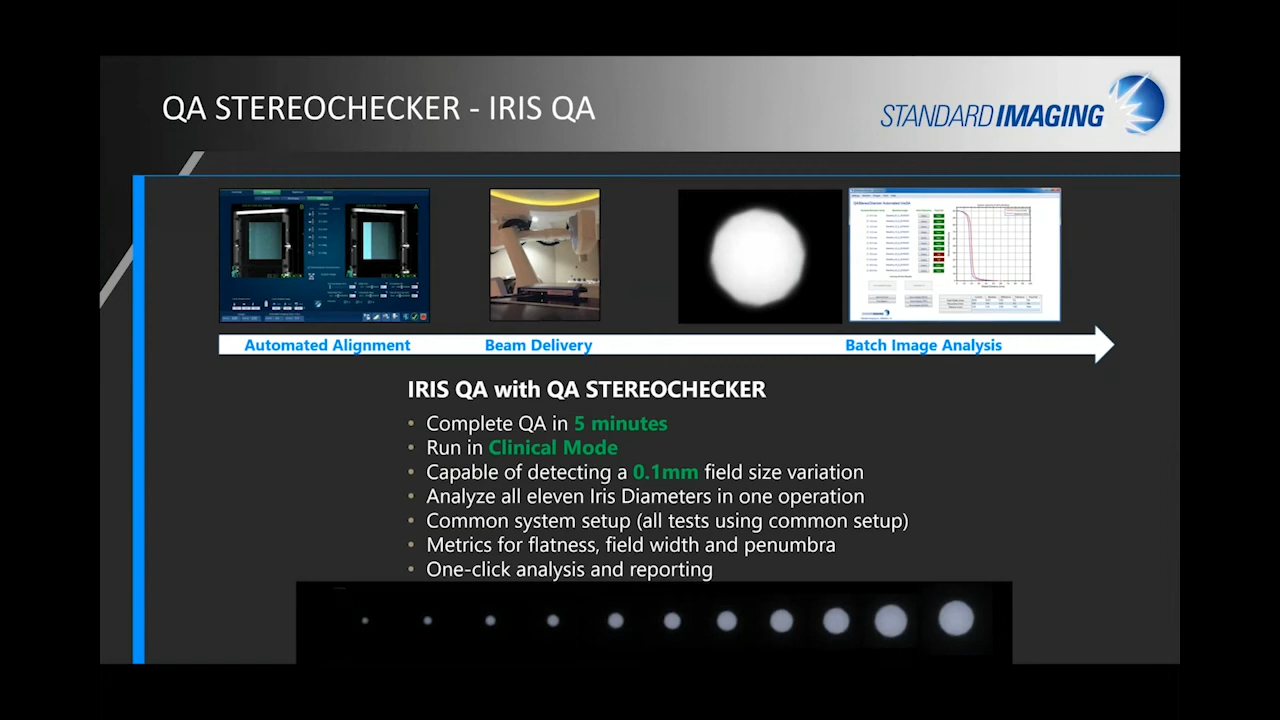 QA STEREOCHECKER - IRIS QA
STANDARD IMAGING
Automated Alignment
Beam Delivery
Batch Image Analysis
IRIS QA with QA STEREOCHECKER
• Complete QA in 5 minutes
• Run in Clinical Mode
• Capable of detecting a 0.1mm field size variation
• Analyze all eleven Iris Diameters in one operation
• Common system setup (all tests using common setup)
• Metrics for flatness, field width and penumbra
• One-click analysis and reporting